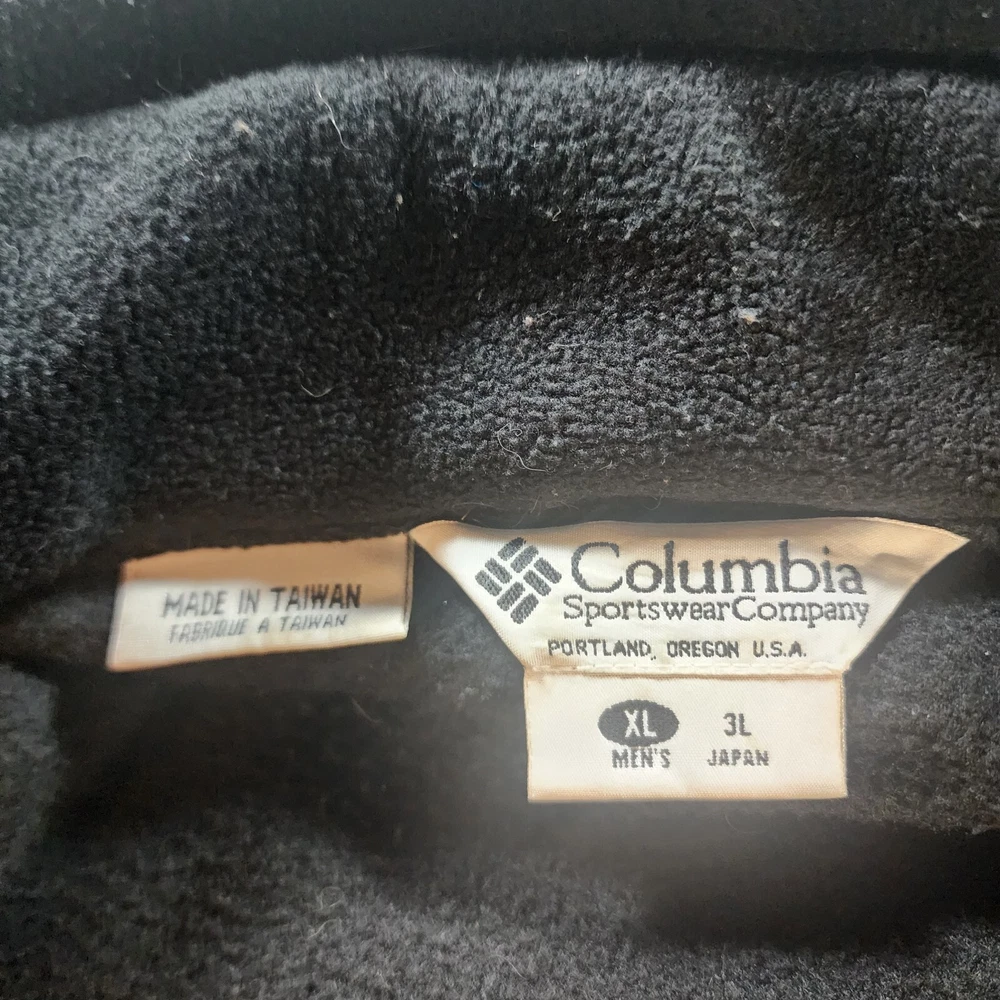 MADE IN TAIWAN
FABRIQUE A TAIWAN
Columbia
SportswearCompany
PORTLAND, OREGON U.S.A.
XL 3L
MEN'S JAPAN